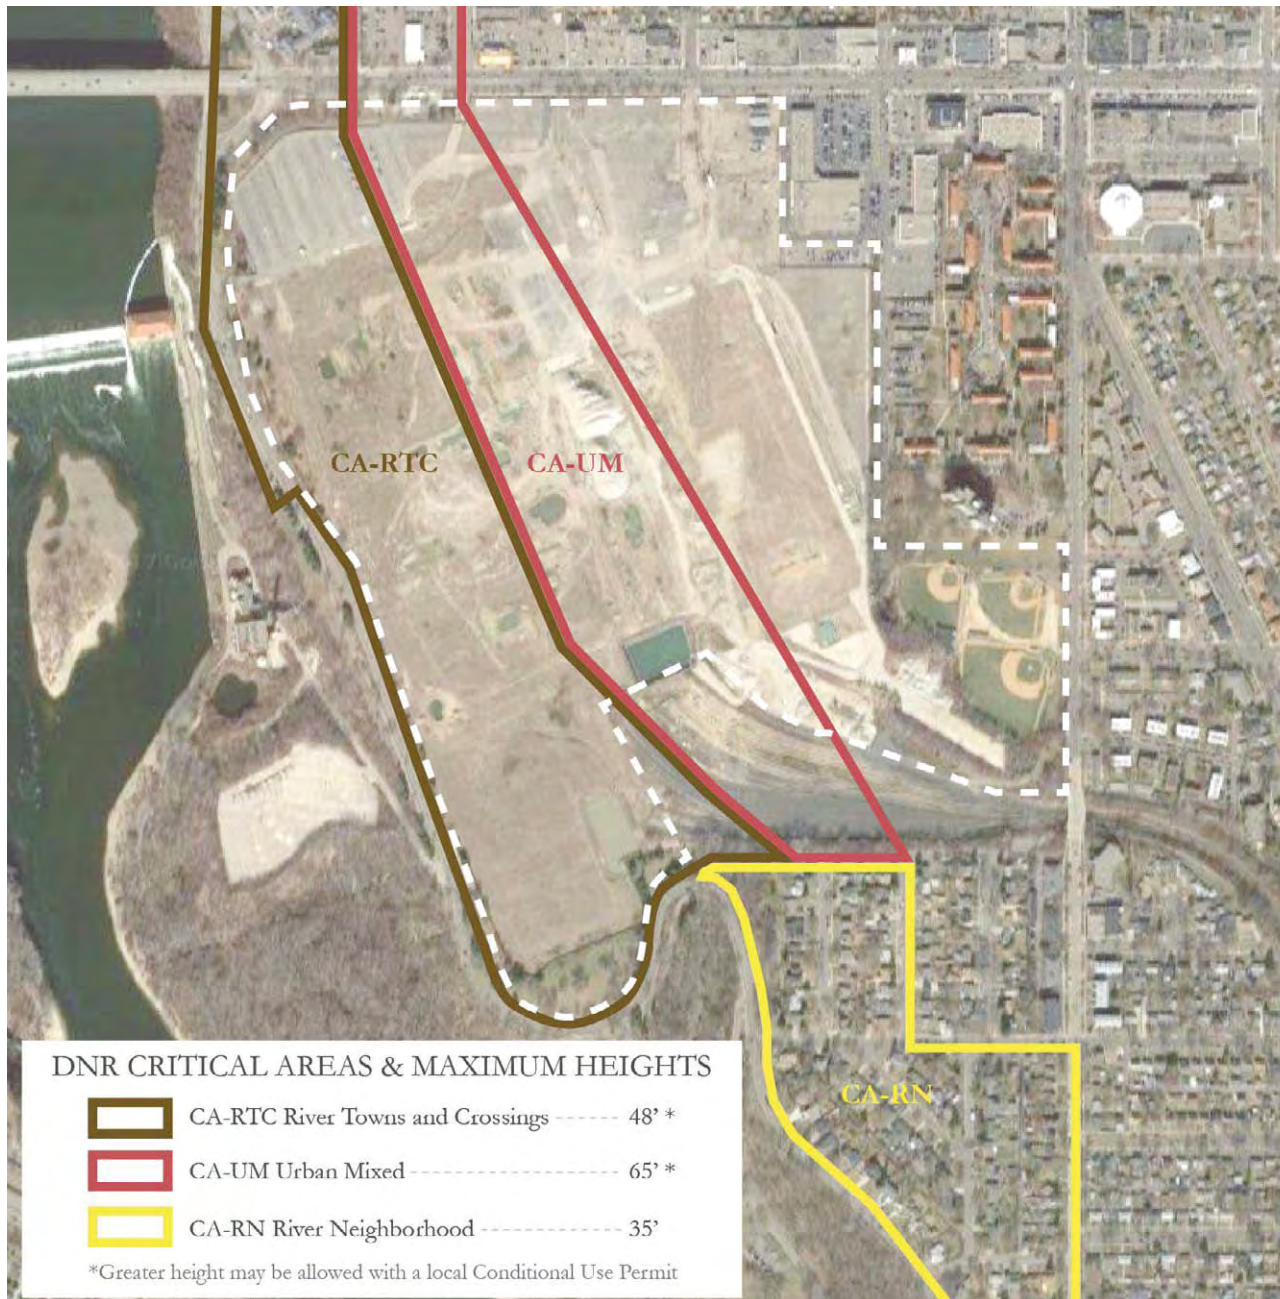 CA-RTC
CA-UM
CA-RN
DNR CRITICAL AREAS & MAXIMUM HEIGHTS
CA-RTC River Towns and Crossings 48' *
CA-UM Urban Mixed 65' *
CA-RN River Neighborhood 35'
*Greater height may be allowed with a local Conditional Use Permit